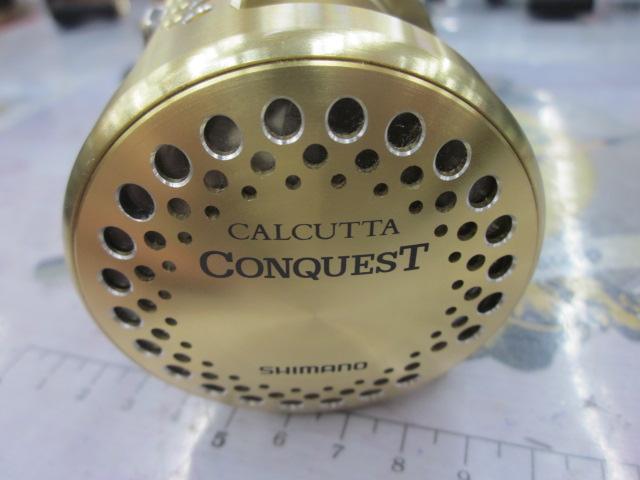 CALCUTTA
CONQUEST
SHIMANO
5 6 7 8 9